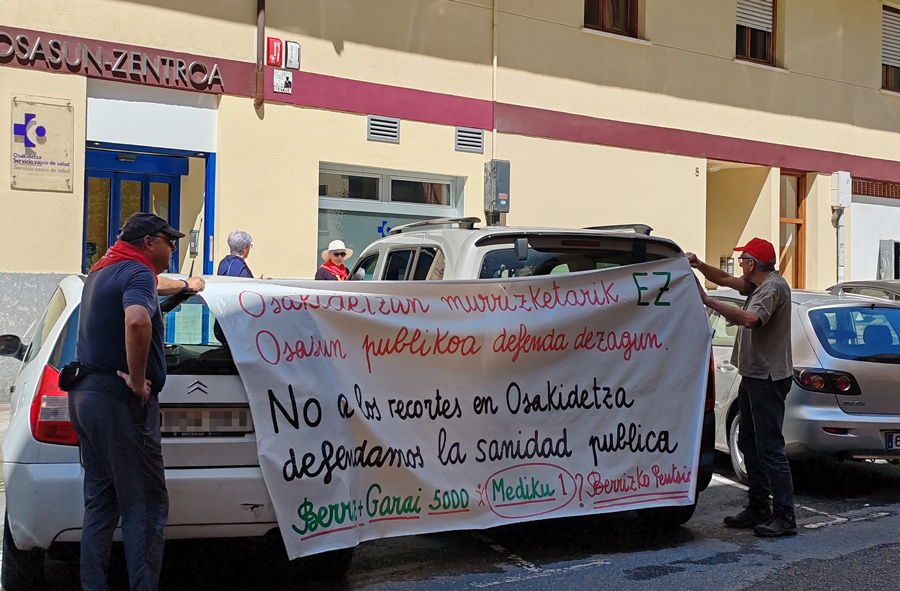 OSASUN-ZENTROA
Osakidetza
Servicio vasco de salud
8
Osakidetzan murrizketarik EZ
Osasun publikoa defenda dezagun.
No a los recortes en Osakidetza
defendamos la sanidad publica
Berriz + Garai 5000 : Mediku 1 ? Berrizko Pentsio